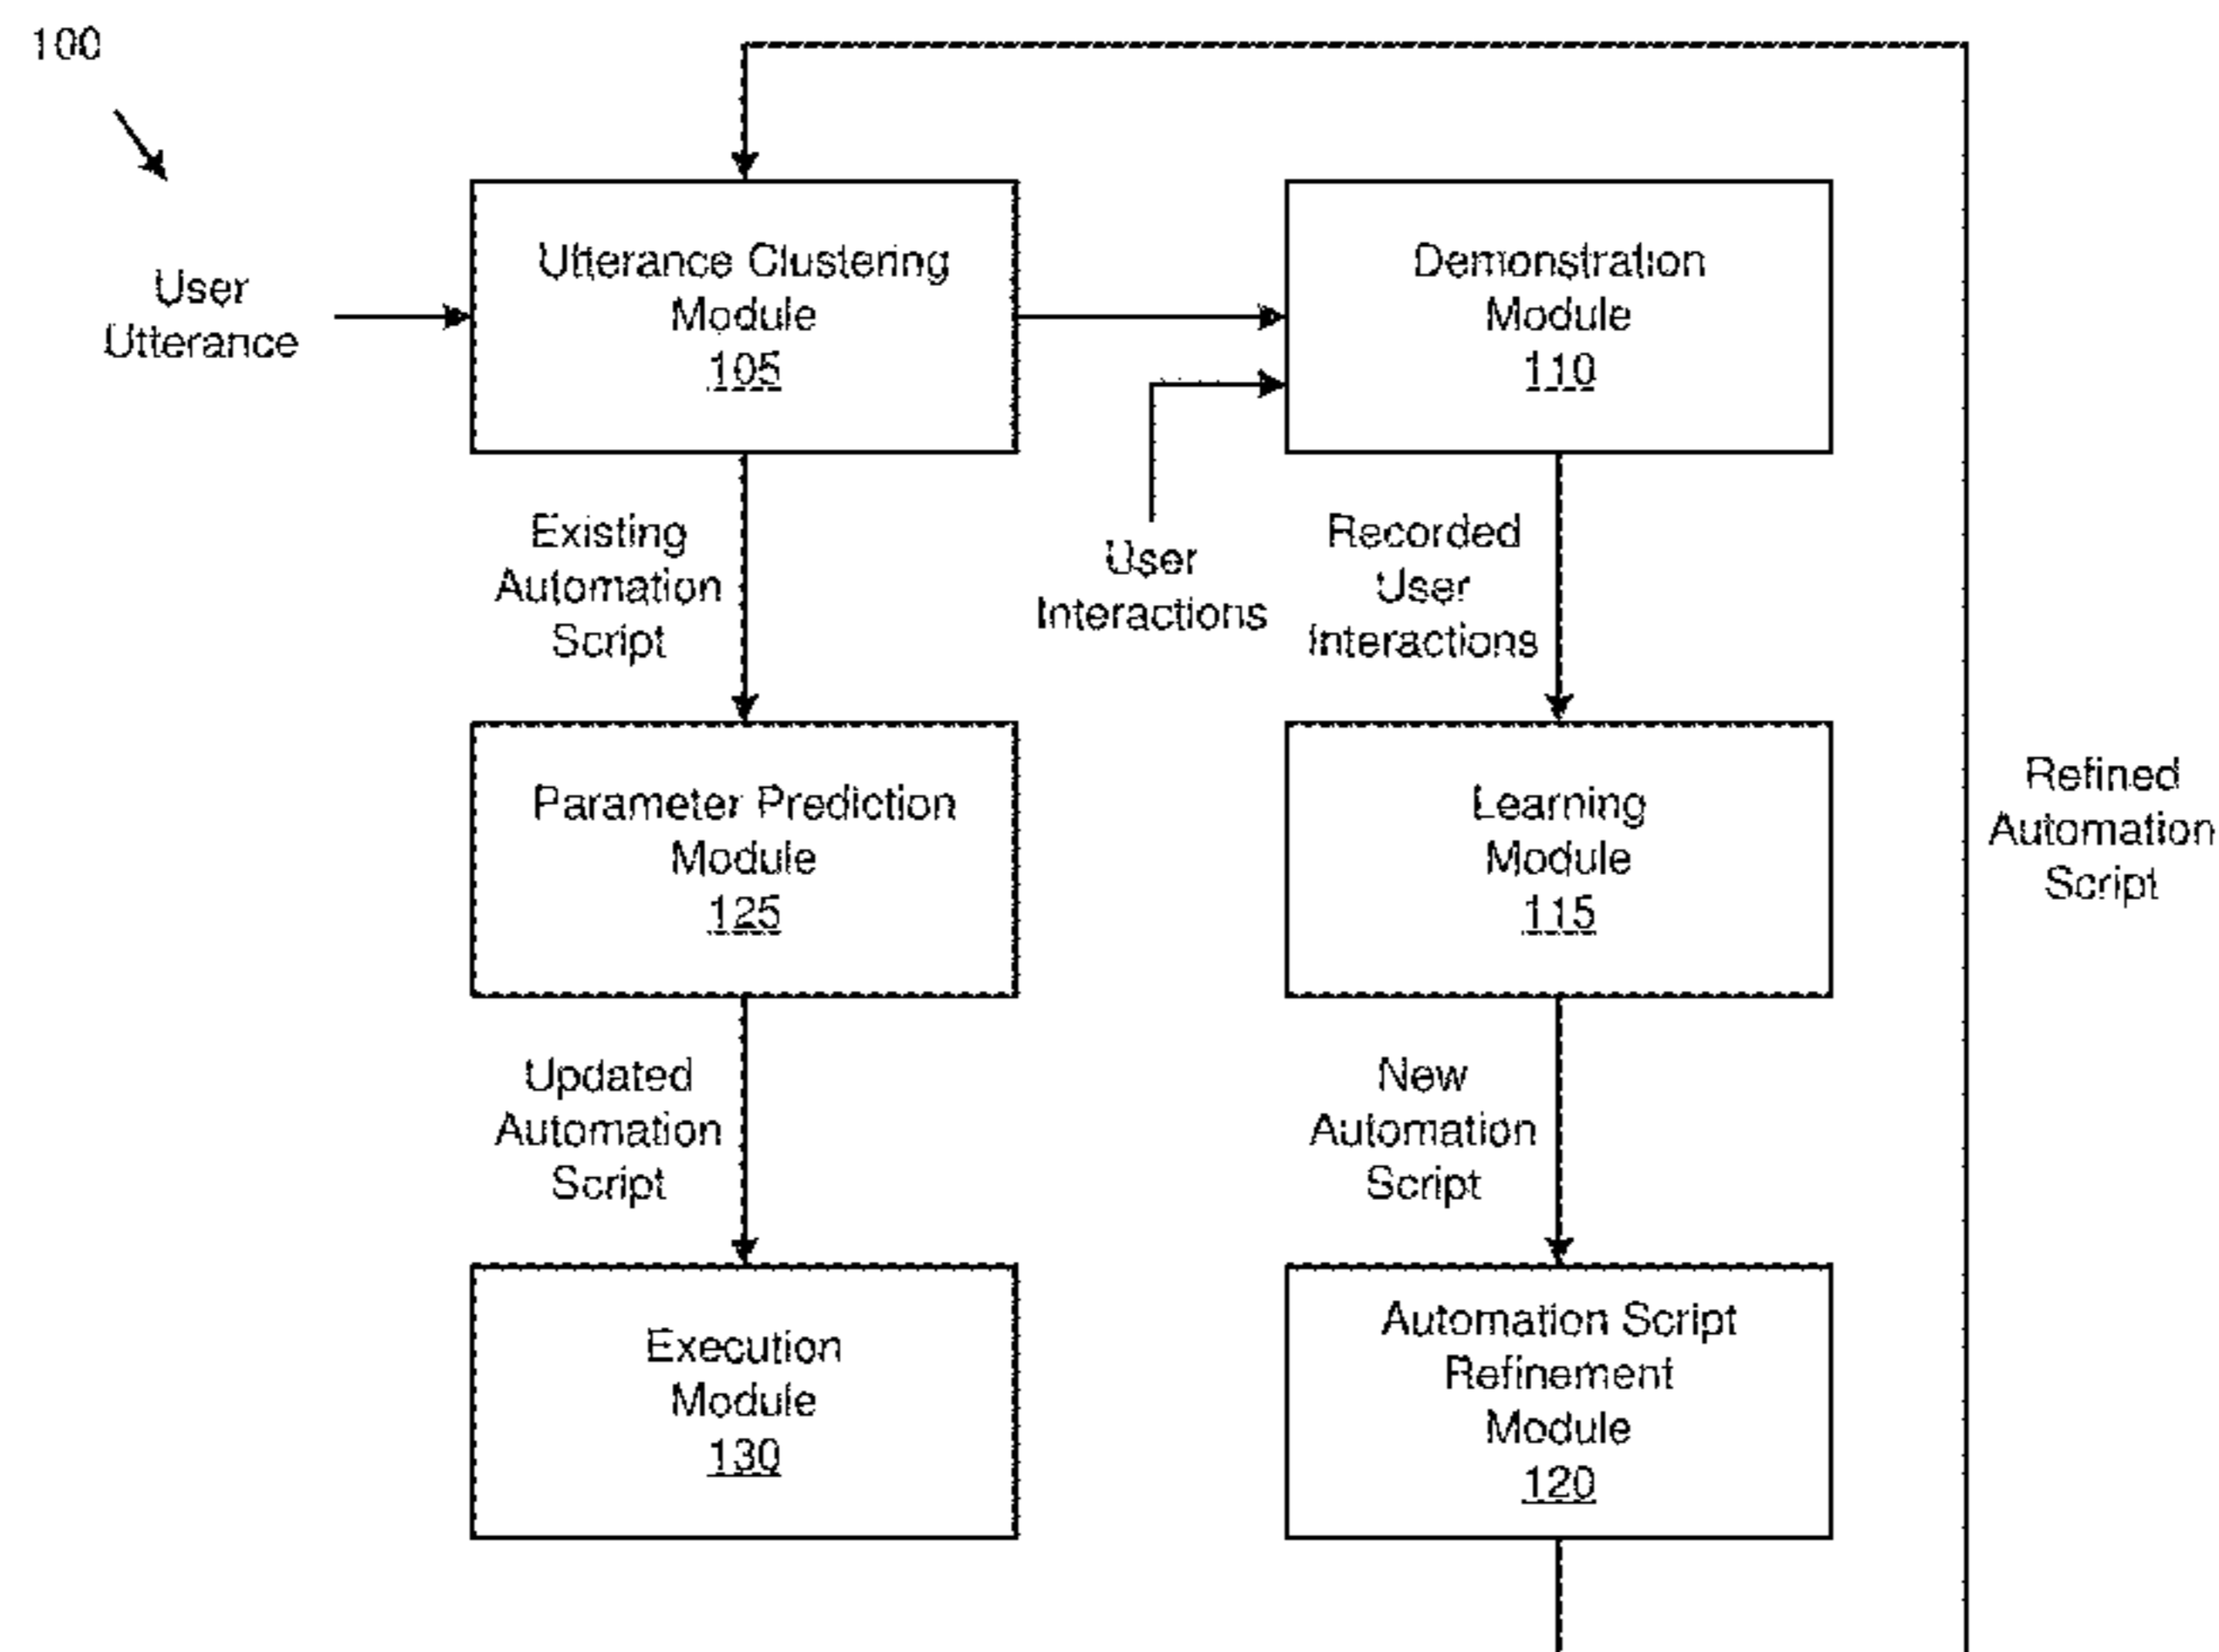 100
User
Utterance
Utterance Clustering
Module
105
Demonstration
Module
110
Existing
Automation
Script
User
Interactions
Recorded
User
Interactions
Parameter Prediction
Module
125
Learning
Module
115
Refined
Automation
Script
Updated
Automation
Script
New
Automation
Script
Execution
Module
130
Automation Script
Refinement
Module
120